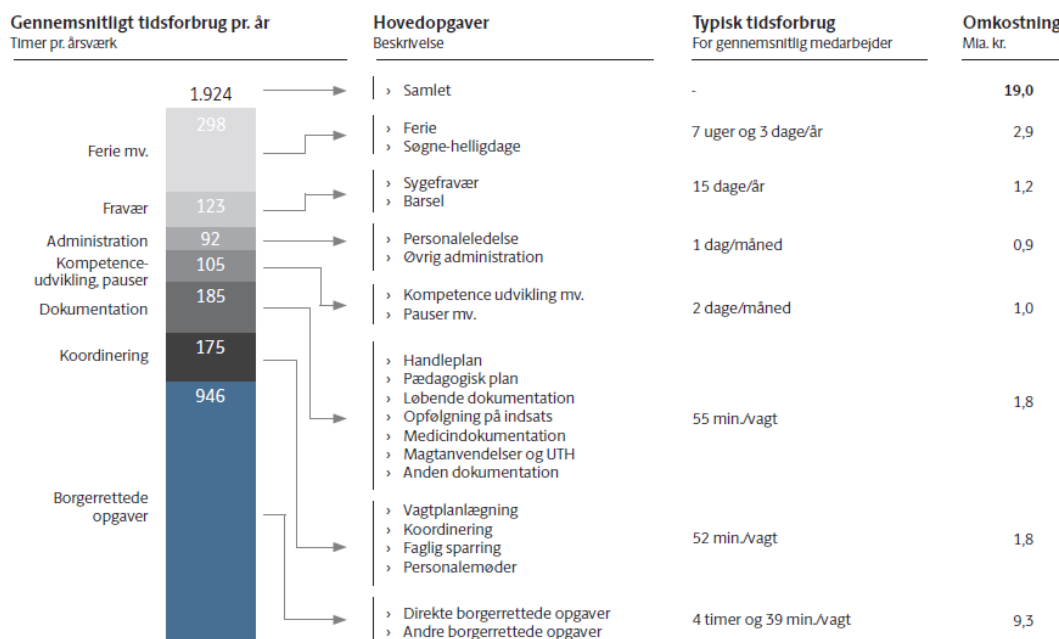 Gennemsnitligt tidsforbrug pr. år
Timer pr. årsværk
Hovedopgaver
Beskrivelse
Typisk tidsforbrug
For gennemsnitlig medarbejder
Omkostning
Mia. kr.
1.924
› Samlet
-
19,0
Ferie mv.
298
› Ferie
› Søgne-helligdage
7 uger og 3 dage/år
2,9
Fravær
123
› Sygefravær
› Barsel
15 dage/år
1,2
Administration
92
› Personaleledelse
› Øvrig administration
1 dag/måned
0,9
Kompetence-
udvikling, pauser
105
› Kompetence udvikling mv.
› Pauser mv.
2 dage/måned
1,0
Dokumentation
185
› Handleplan
› Pædagogisk plan
› Løbende dokumentation
› Opfølgning på indsats
› Medicindokumentation
› Magtanvendelser og UTH
› Anden dokumentation
55 min./vagt
1,8
Koordinering
175
› Vagtplanlægning
› Koordinering
› Faglig sparring
› Personalemøder
52 min./vagt
1,8
Borgerrettede
opgaver
946
› Direkte borgerrettede opgaver
› Andre borgerrettede opgaver
4 timer og 39 min./vagt
9,3